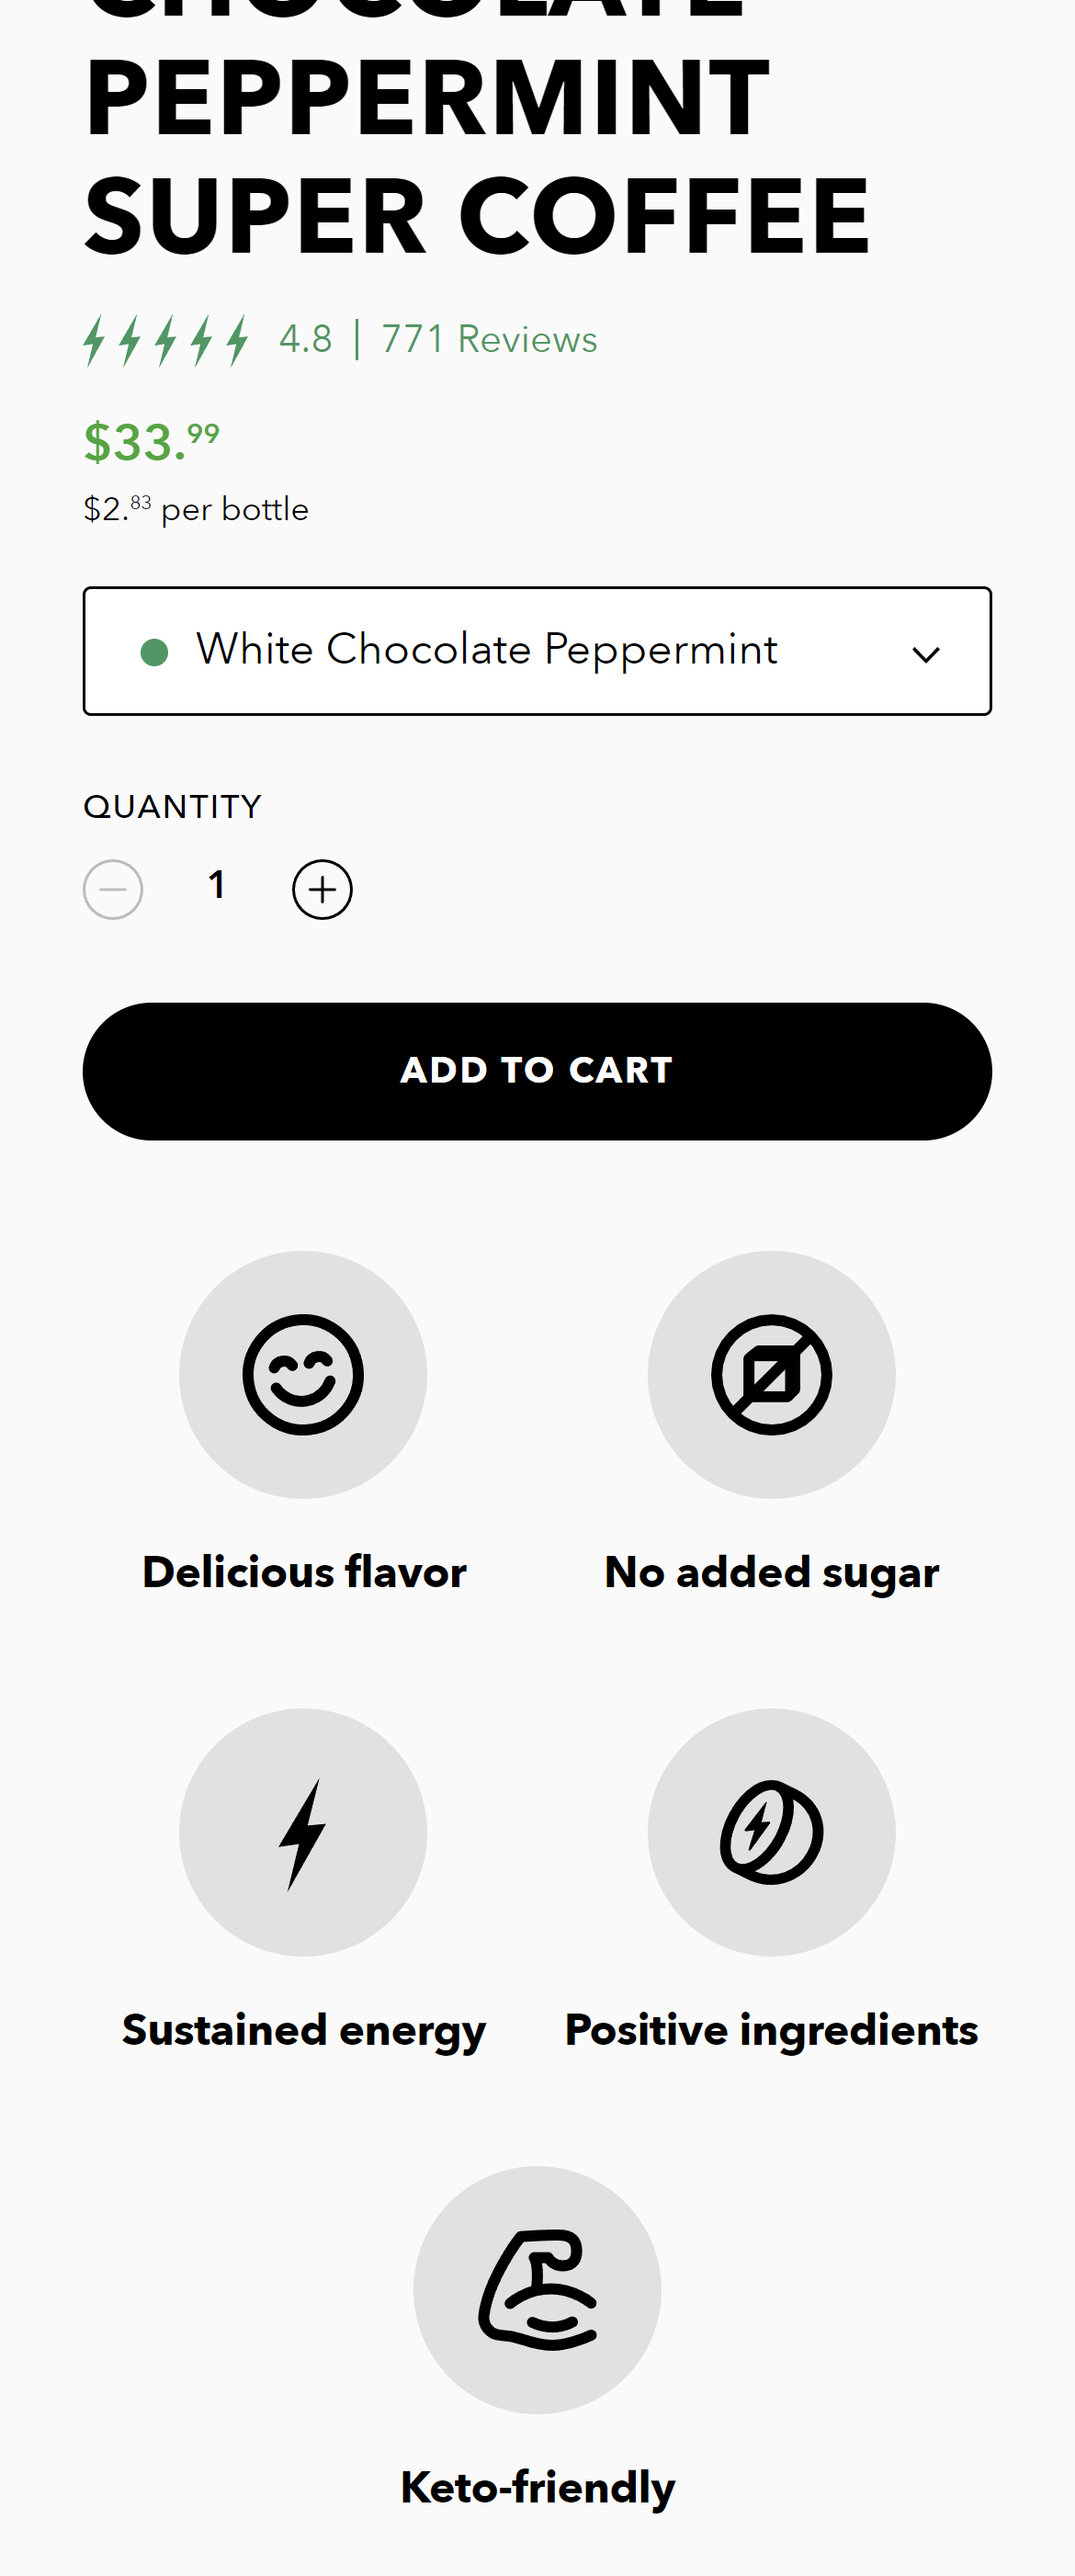 CHOCOLATE
PEPPERMINT
SUPER COFFEE
4.8 | 771 Reviews
$33.99
$2.83 per bottle
White Chocolate Peppermint
QUANTITY
1
ADD TO CART
Delicious flavor
No added sugar
Sustained energy
Positive ingredients
Keto-friendly